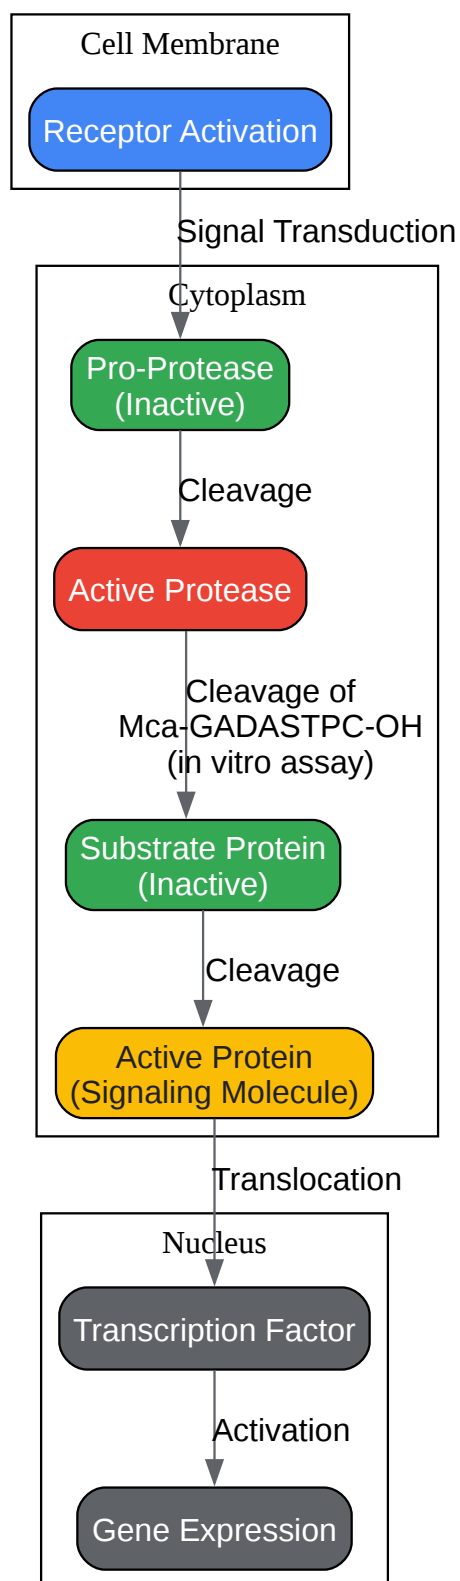 Cell Membrane
Receptor Activation
Signal Transduction
Cytoplasm
Pro-Protease
(Inactive)
Cleavage
Active Protease
Cleavage of
Mca-GADASTPC-OH
(in vitro assay)
Substrate Protein
(Inactive)
Cleavage
Active Protein
(Signaling Molecule)
Translocation
Nucleus
Transcription Factor
Activation
Gene Expression